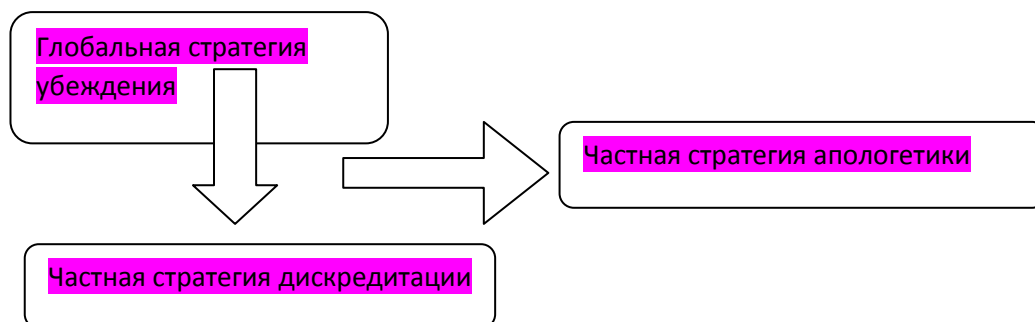 Глобальная стратегия
убеждения
Частная стратегия апологетики
Частная стратегия дискредитации